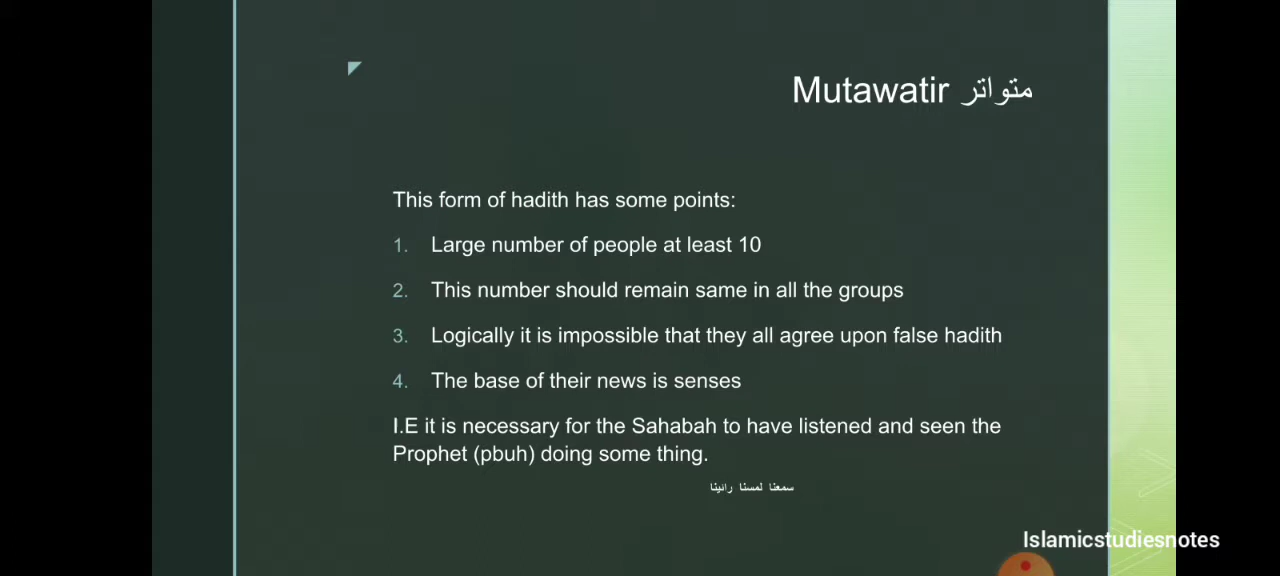 Mutawatir متواتر
This form of hadith has some points:
1. Large number of people at least 10
2. This number should remain same in all the groups
3. Logically it is impossible that they all agree upon false hadith
4. The base of their news is senses
I.E it is necessary for the Sahabah to have listened and seen the
Prophet (pbuh) doing some thing.
سمعنا لمسنا رائينا
Islamicstudiesnotes